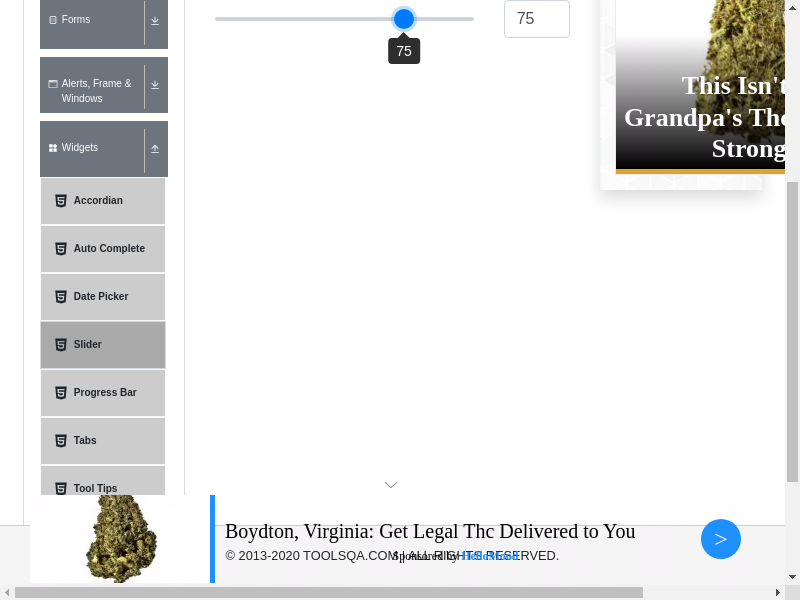 Forms
Alerts, Frame &
Windows
Widgets
Accordian
Auto Complete
Date Picker
Slider
Progress Bar
Tabs
Tool Tips
75
75
This Isn't
Grandpa's The
Strong
Boydton, Virginia: Get Legal Thc Delivered to You
© 2013-2020 TOOLSQA.COM | ALL RIGHTS RESERVED.
Sponsored by
>